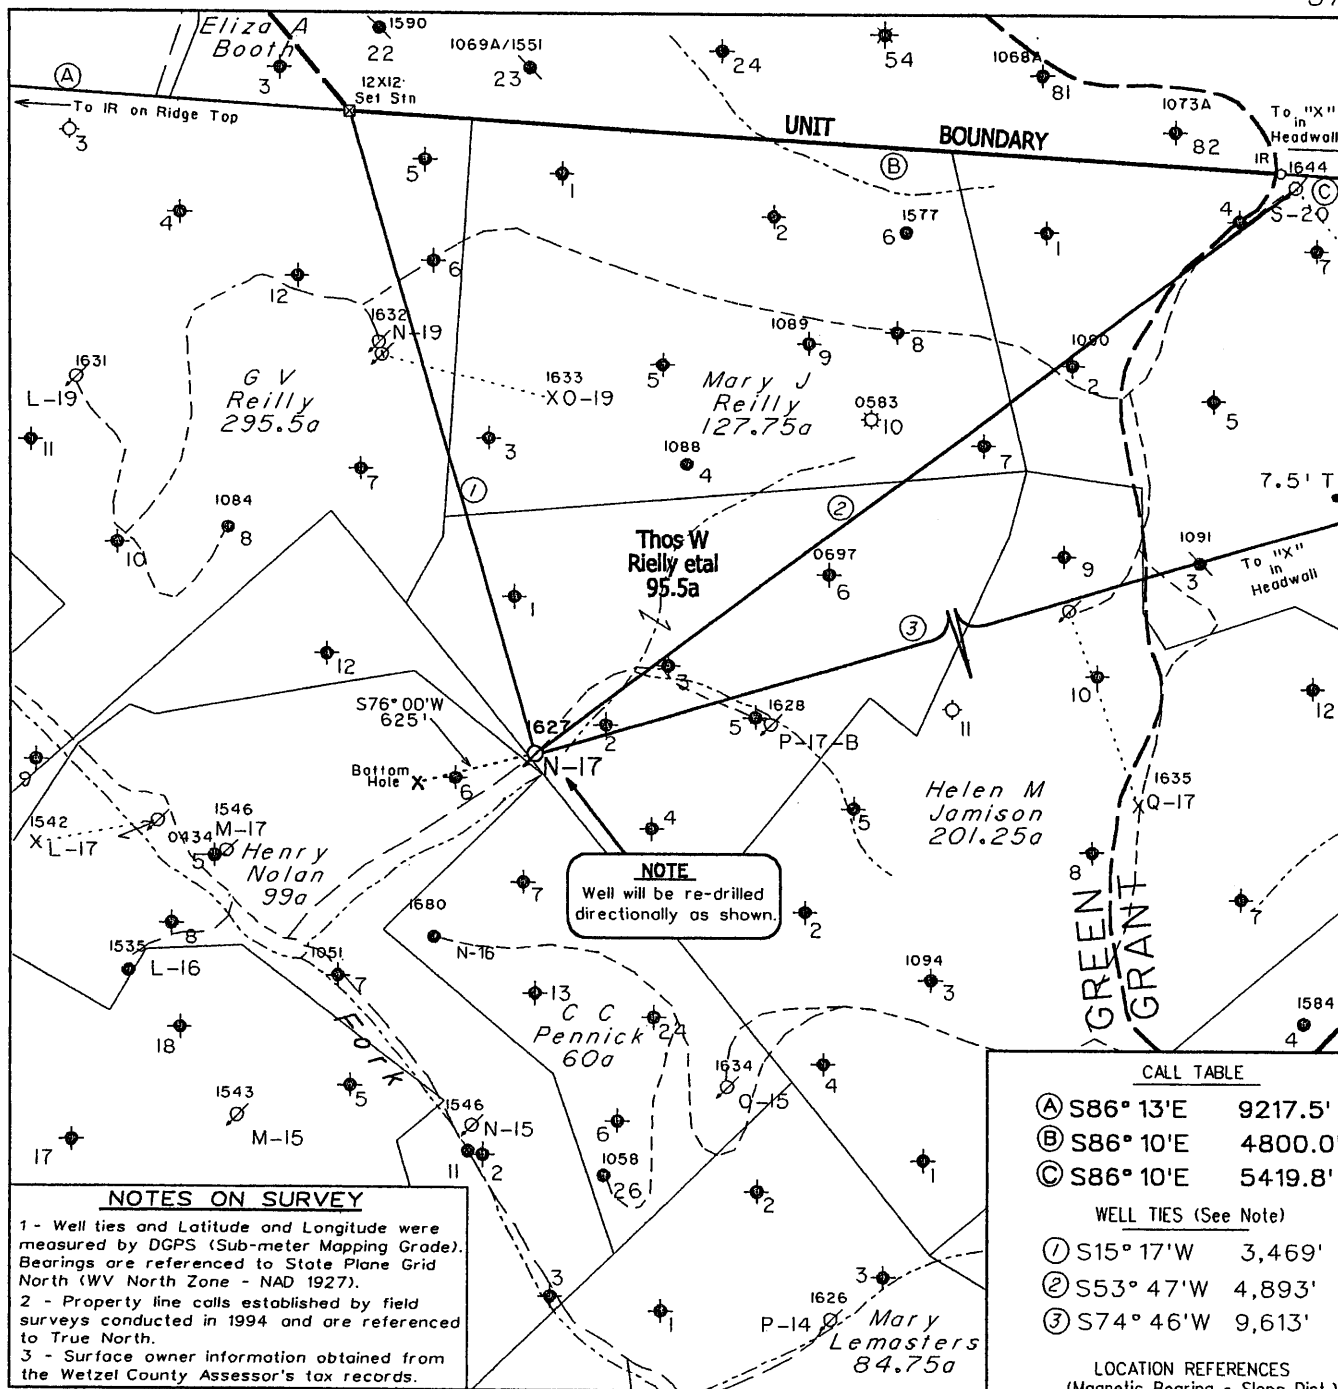 Eliza A
Booth
1590
22
1069A/1551
23
24
54
1068A
81
1073A
82
To "X"
in
Headwall
A
3
12X12
Set Stn
To IR on Ridge Top
3
UNIT BOUNDARY
B
IR
1644
C
S-20
5
1
4
4
2
1577
6
1
7
12
6
1632
N-19
1631
L-19
1633
XO-19
G V
Reilly
295.5a
1089
9
8
5
Mary J
Reilly
127.75a
0583
10
1090
2
5
11
3
7
1088
4
7
1
1084
8
10
2
7.5' T
Thos W
Rielly etal
95.5a
0697
6
9
1091
3
To "X"
in
Headwall
1
3
12
3
10
12
S76°00'W
625'
1627
N-17
2
5
1628
P-17-B
11
9
Bottom
Hole X
6
Helen M
Jamison
201.25a
1635
Q-17
1542
X L-17
1546
M-17
0434
5
Henry
Nolan
99a
4
5
8
NOTE
Well will be re-drilled
directionally as shown.
7
7
2
1680
N-16
8
1535
L-16
1051
7
GREEN
GRANT
1094
3
13
C C
Pennick
60a
24
1584
4
18
Fork
5
1634
O-15
4
1543
M-15
1546
N-15
17
11
2
6
1058
26
2
1
3
1
3
1626
P-14
Mary
Lemasters
84.75a
NOTES ON SURVEY
1 - Well ties and Latitude and Longitude were
measured by DGPS (Sub-meter Mapping Grade).
Bearings are referenced to State Plane Grid
North (WV North Zone - NAD 1927).
2 - Property line calls established by field
surveys conducted in 1994 and are referenced
to True North.
3 - Surface owner information obtained from
the Wetzel County Assessor's tax records.
CALL TABLE
A S86°13'E 9217.5'
B S86°10'E 4800.0'
C S86°10'E 5419.8'
WELL TIES (See Note)
1 S15°17'W 3,469'
2 S53°47'W 4,893'
3 S74°46'W 9,613'
LOCATION REFERENCES
(Magnetic Bearing - Slope Dist.)